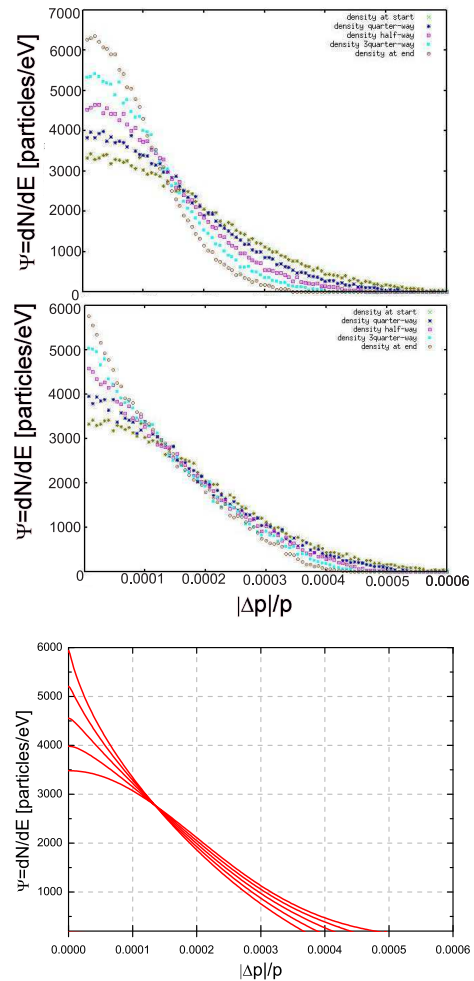 7000
6000
5000
4000
3000
2000
1000
0
Ψ=dN/dE [particles/eV]
density at start
density quarter-way
density half-way
density 3quarter-way
density at end
6000
5000
4000
3000
2000
1000
0
Ψ=dN/dE [particles/eV]
density at start
density quarter-way
density half-way
density 3quarter-way
density at end
0 0.0001 0.0002 0.0003 0.0004 0.0005 0.0006
|Δp|/p
6000
5000
4000
3000
2000
1000
Ψ=dN/dE [particles/eV]
0.0000 0.0001 0.0002 0.0003 0.0004 0.0005 0.0006
|Δp|/p